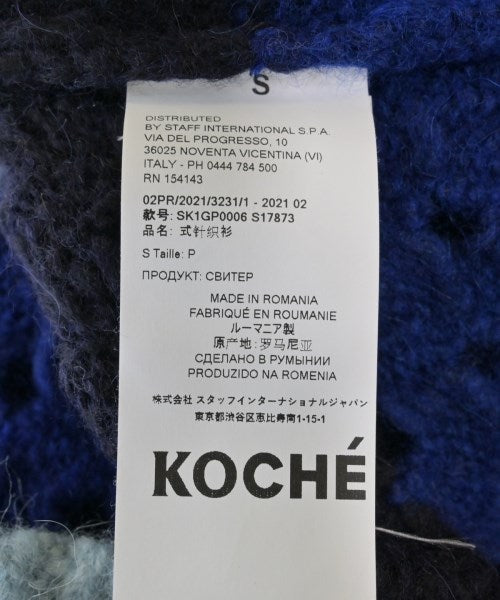 S
DISTRIBUTED
BY STAFF INTERNATIONAL S.P.A.
VIA DEL PROGRESSO, 10
36025 NOVENTA VICENTINA (VI)
ITALY - PH 0444 784 500
RN 154143
02PR/2021/3231/1 - 2021 02
款号: SK1GP0006 S17873
品名: 式针织衫
S Taille: P
ПРОДУКТ: СВИТЕР
MADE IN ROMANIA
FABRIQUÉ EN ROUMANIE
ルーマニア製
原产地: 罗马尼亚
СДЕЛАНО В РУМЫНИИ
PRODUZIDO NA ROMENIA
株式会社 スタッフインターナショナルジャパン
東京都渋谷区恵比寿南1-15-1
KOCHÉ